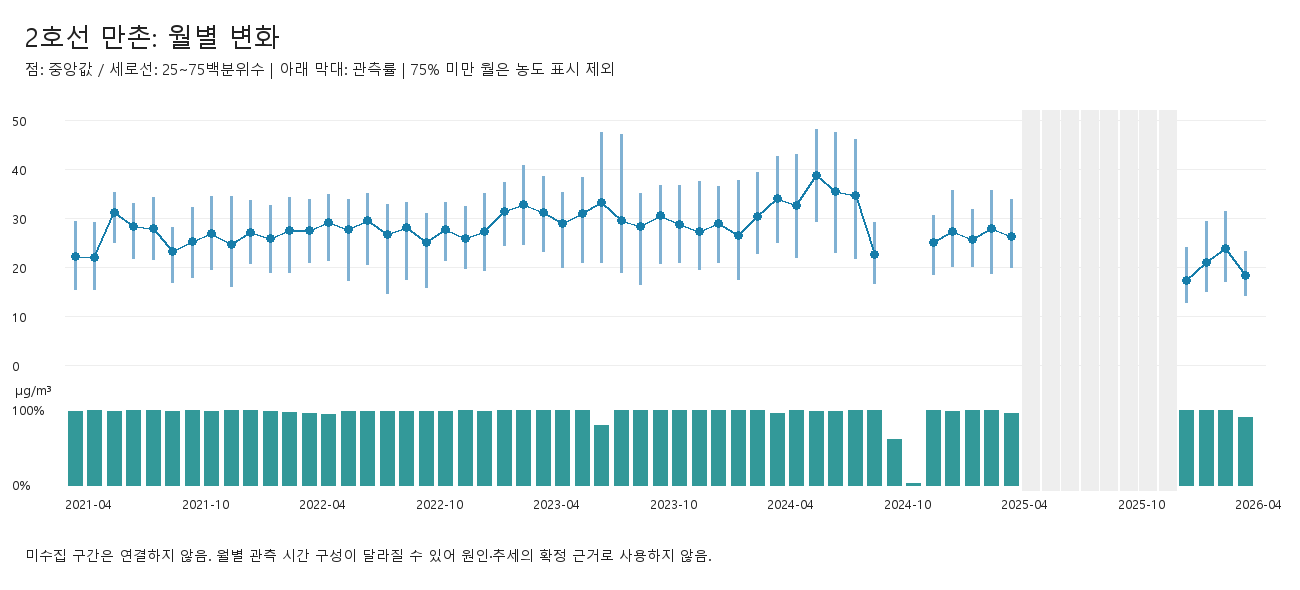 2호선 만촌: 월별 변화
점: 중앙값 / 세로선: 25~75백분위수 | 아래 막대: 관측률 | 75% 미만 월은 농도 표시 제외
50
40
30
20
10
0
µg/m³
100%
0%
2021-04 2021-10 2022-04 2022-10 2023-04 2023-10 2024-04 2024-10 2025-04 2025-10 2026-04
미수집 구간은 연결하지 않음. 월별 관측 시간 구성이 달라질 수 있어 원인·추세의 확정 근거로 사용하지 않음.